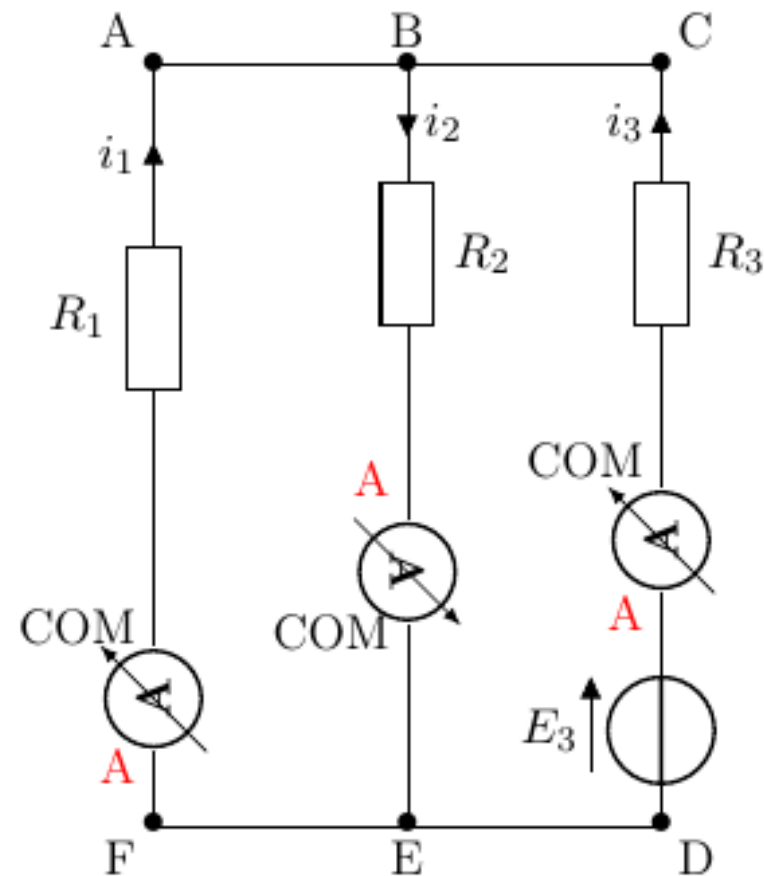 A B C
i₁ i₂ i₃
R₁ R₂ R₃
COM A COM A COM A
A A A
E₃
F E D